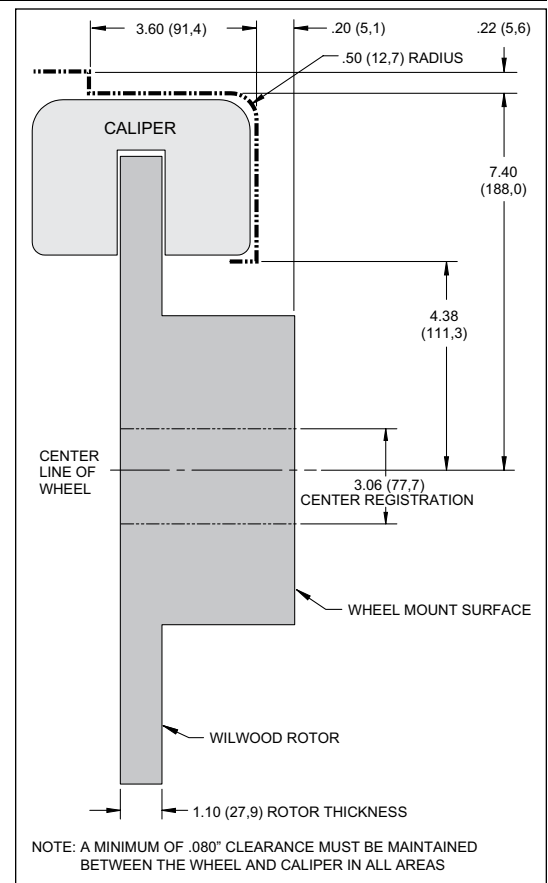 3.60 (91,4)
.20 (5,1)
.22 (5,6)
.50 (12,7) RADIUS
CALIPER
7.40
(188,0)
4.38
(111,3)
CENTER
LINE OF
WHEEL
3.06 (77,7)
CENTER REGISTRATION
WHEEL MOUNT SURFACE
WILWOOD ROTOR
1.10 (27,9) ROTOR THICKNESS
NOTE: A MINIMUM OF .080" CLEARANCE MUST BE MAINTAINED
BETWEEN THE WHEEL AND CALIPER IN ALL AREAS